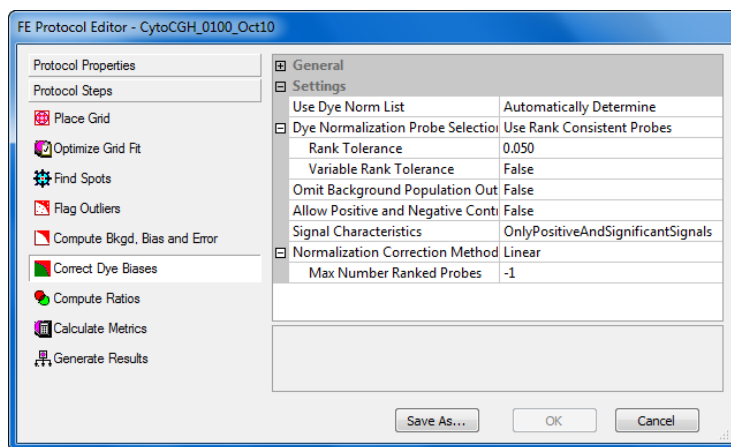 FE Protocol Editor - CytoCGH_0100_Oct10
Protocol Properties
Protocol Steps
Place Grid
Optimize Grid Fit
Find Spots
Flag Outliers
Compute Bkgd, Bias and Error
Correct Dye Biases
Compute Ratios
Calculate Metrics
Generate Results
General
Settings
Use Dye Norm List Automatically Determine
Dye Normalization Probe Selection Use Rank Consistent Probes
Rank Tolerance 0.050
Variable Rank Tolerance False
Omit Background Population Out False
Allow Positive and Negative Contr False
Signal Characteristics OnlyPositiveAndSignificantSignals
Normalization Correction Method Linear
Max Number Ranked Probes -1
Save As... OK Cancel